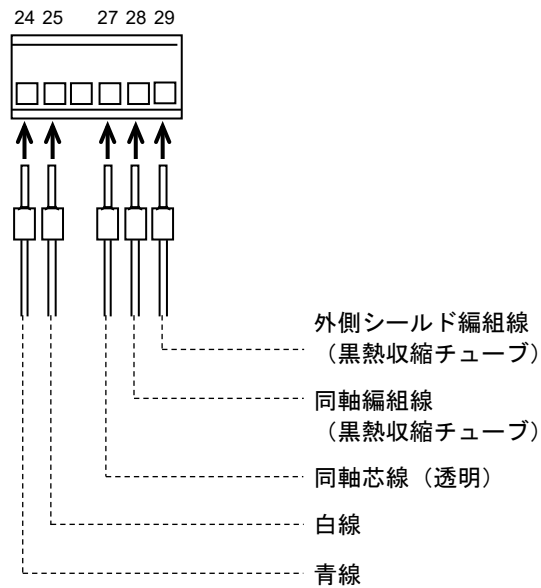 24 25 27 28 29
外側シールド編組線
（黒熱収縮チューブ）
同軸編組線
（黒熱収縮チューブ）
同軸芯線（透明）
白線
青線